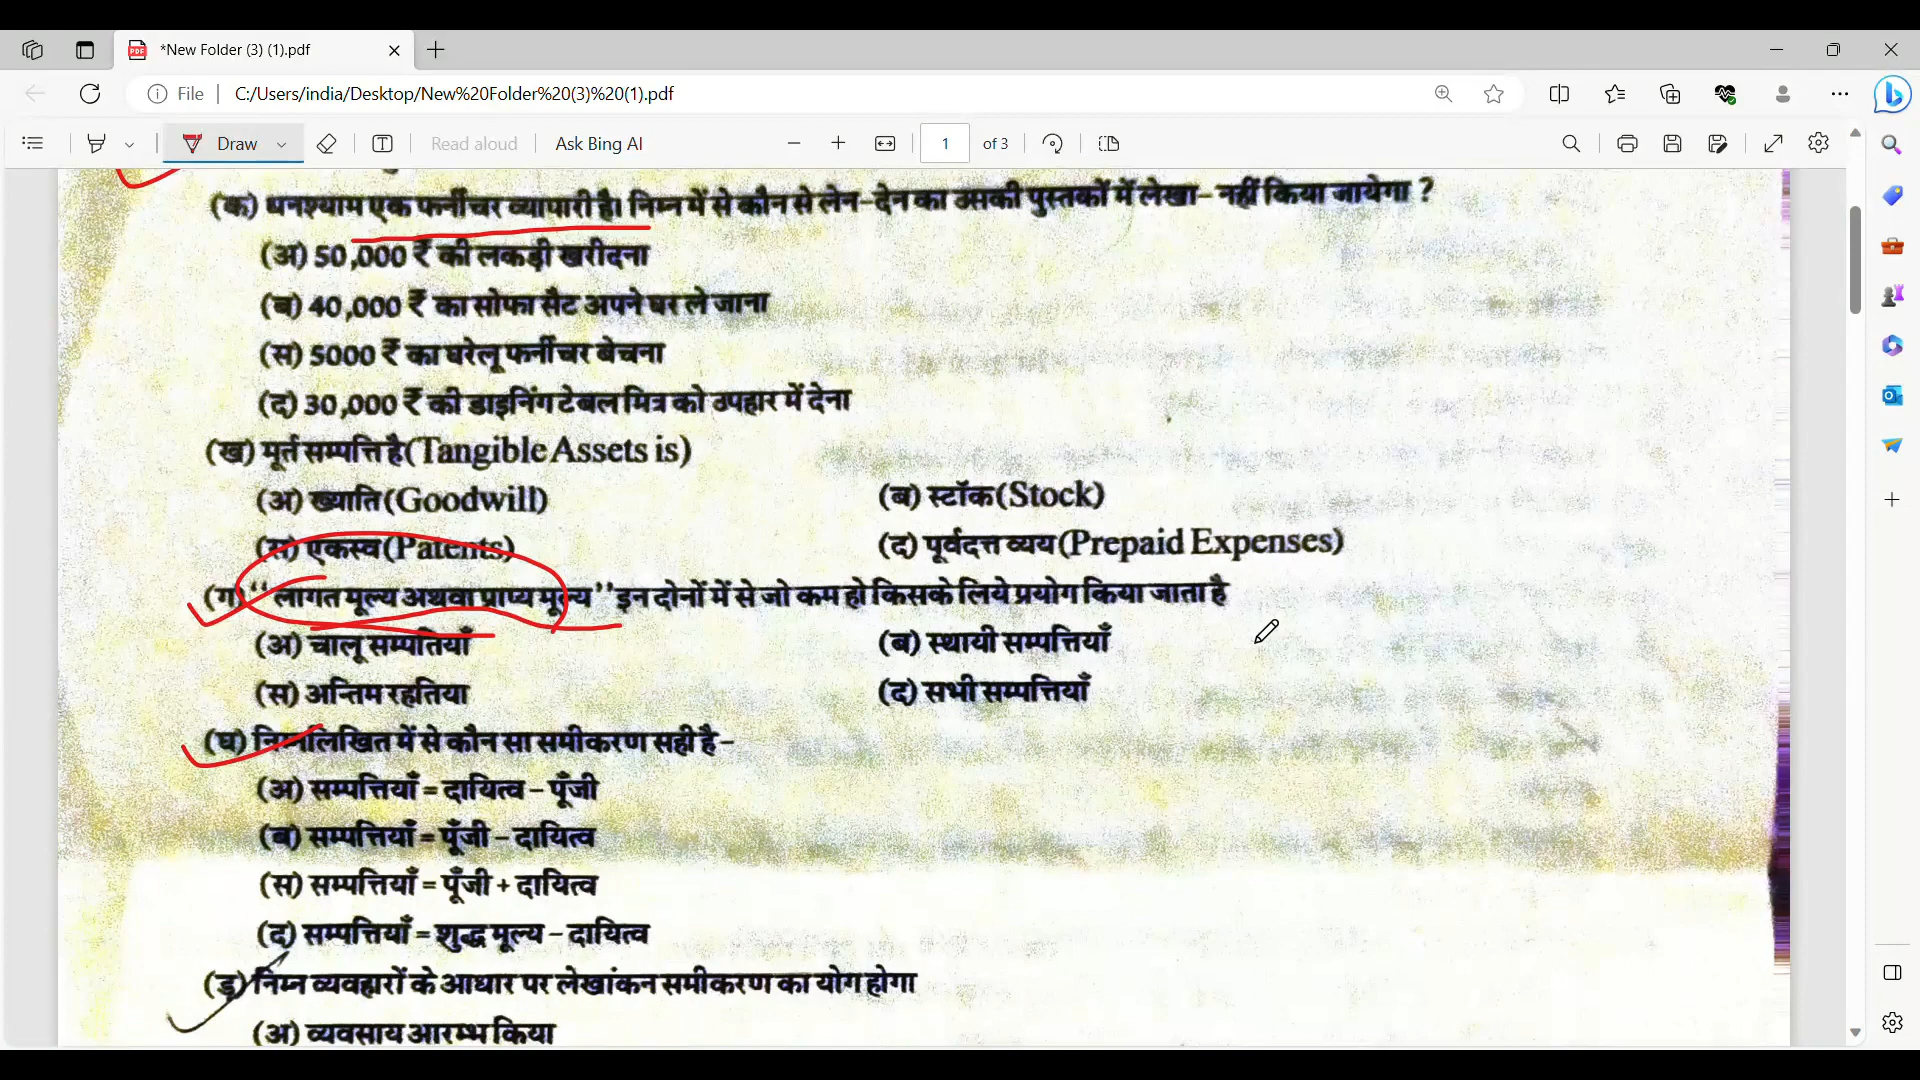 *New Folder (3) (1).pdf
File
C:/Users/india/Desktop/New%20Folder%20(3)%20(1).pdf
Draw
Read aloud
Ask Bing AI
1
of 3
(क) घनश्याम एक फर्नीचर व्यापारी है। निम्न में से कौन से लेन-देन का उसकी पुस्तकों में लेखा- नहीं किया जायेगा ?
(अ) 50,000 ₹ की लकड़ी खरीदना
(ब) 40,000 ₹ का सोफा सैट अपने घर ले जाना
(स) 5000 ₹ का घरेलू फर्नीचर बेचना
(द) 30,000 ₹ की डाइनिंग टेबल मित्र को उपहार में देना
(ख) मूर्त सम्पत्ति है (Tangible Assets is)
(अ) ख्याति (Goodwill)
(ब) स्टॉक (Stock)
(स) एकस्व (Patents)
(द) पूर्वदत्त व्यय (Prepaid Expenses)
(ग) ‘‘लागत मूल्य अथवा प्राप्य मूल्य’’ इन दोनों में से जो कम हो किसके लिये प्रयोग किया जाता है
(अ) चालू सम्पतियाँ
(ब) स्थायी सम्पत्तियाँ
(स) अन्तिम रहतिया
(द) सभी सम्पत्तियाँ
(घ) निम्नलिखित में से कौन सा समीकरण सही है -
(अ) सम्पत्तियाँ = दायित्व - पूँजी
(ब) सम्पत्तियाँ = पूँजी - दायित्व
(स) सम्पत्तियाँ = पूँजी + दायित्व
(द) सम्पत्तियाँ = शुद्ध मूल्य - दायित्व
(ड़) निम्न व्यवहारों के आधार पर लेखांकन समीकरण का योग होगा
(अ) व्यवसाय आरम्भ किया